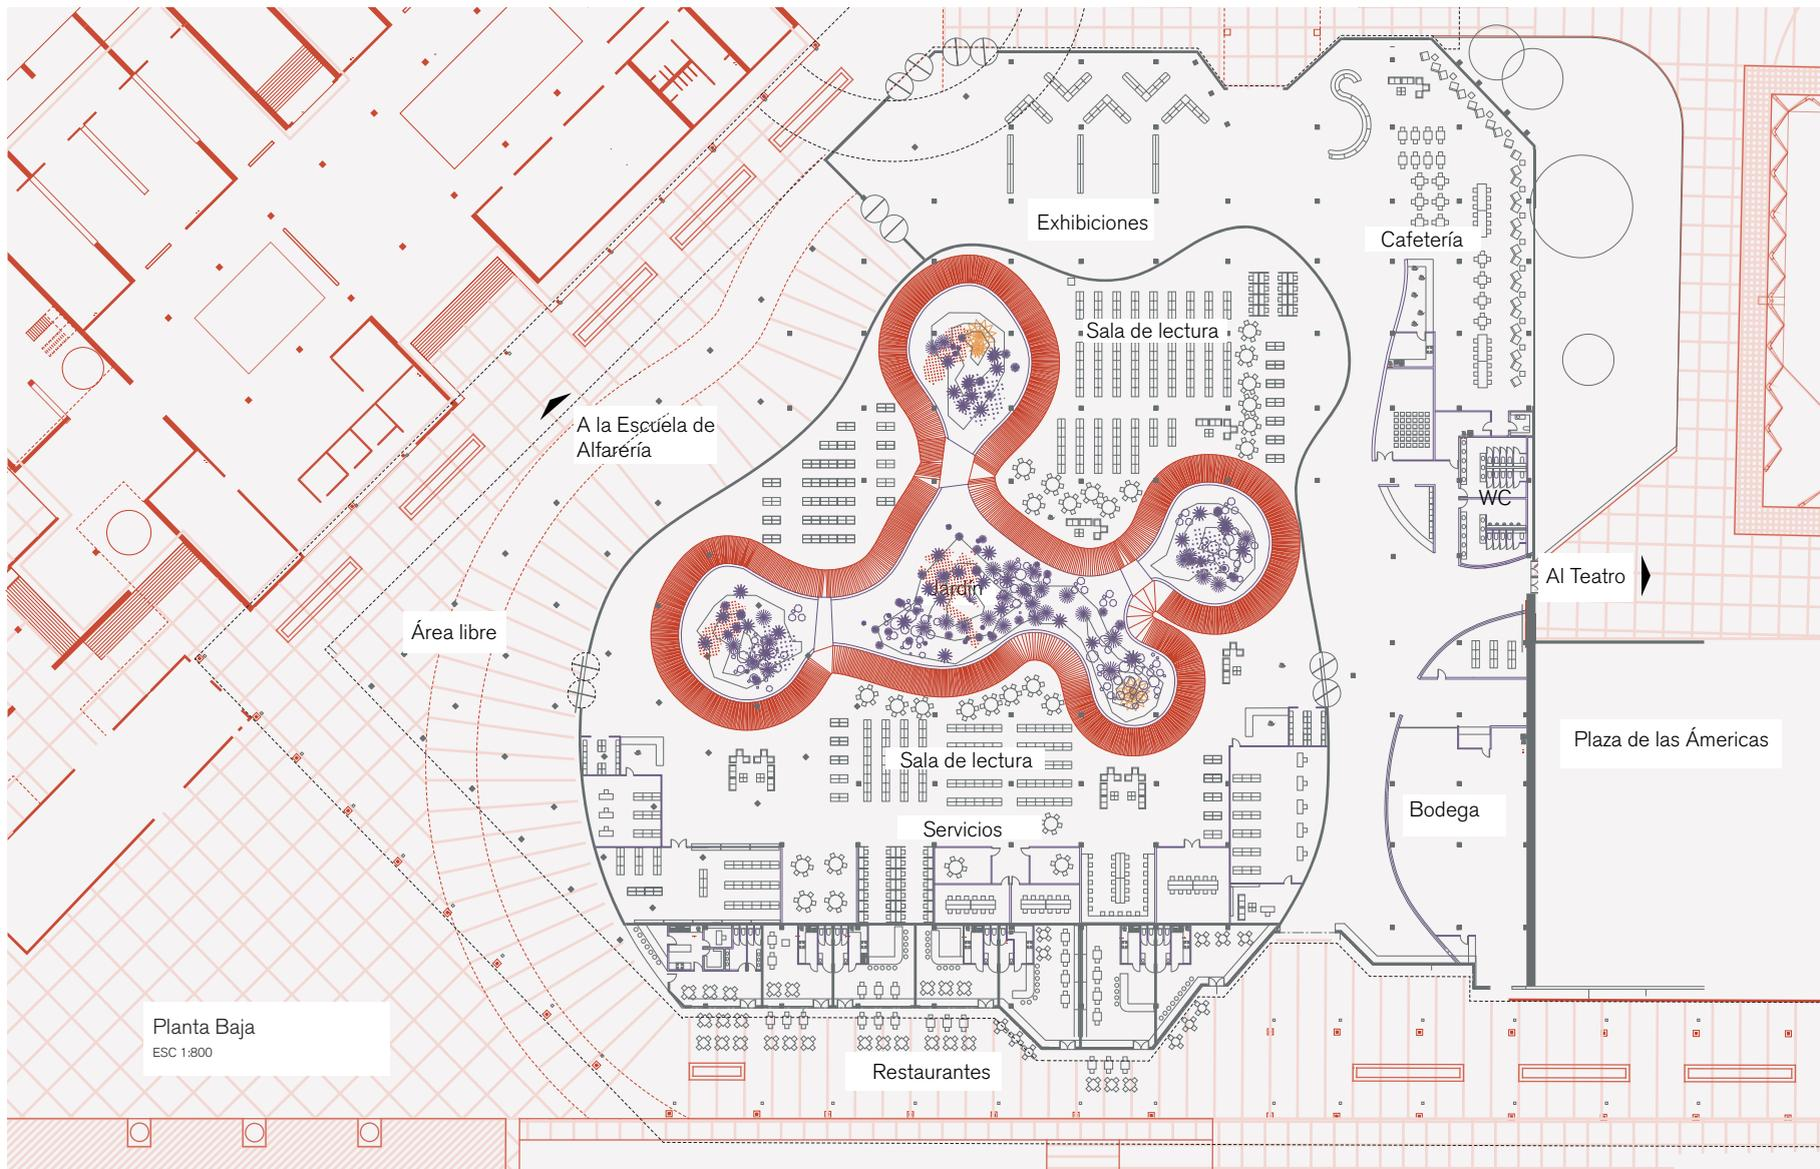 Exhibiciones
Cafetería
Sala de lectura
A la Escuela de
Alfarería
WC
Al Teatro
Jardín
Área libre
Plaza de las Ámericas
Sala de lectura
Bodega
Servicios
Planta Baja
ESC 1:800
Restaurantes